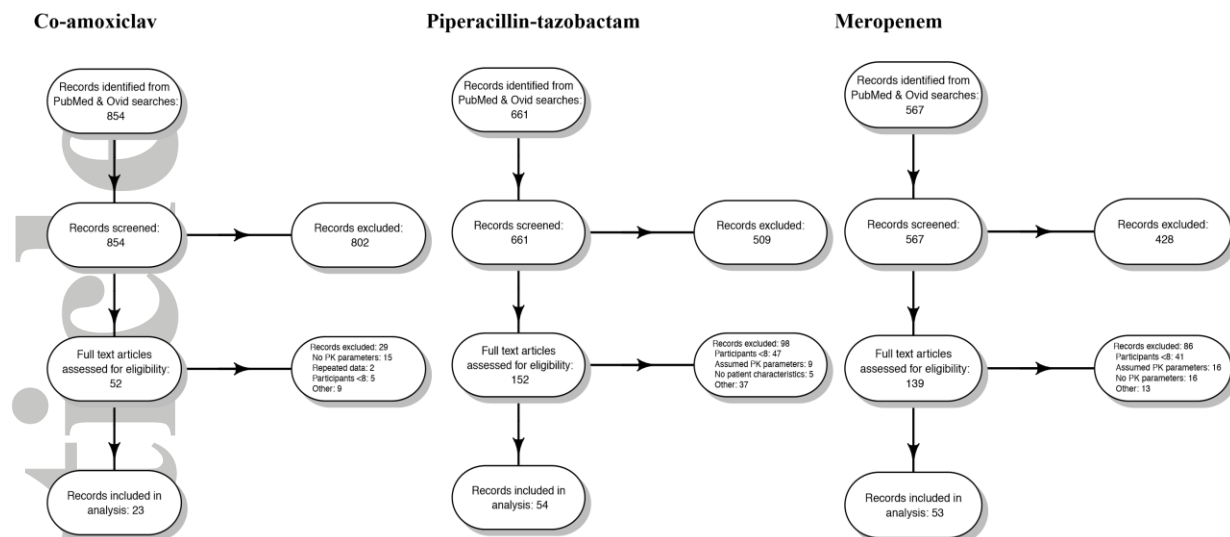 Co-amoxiclav
Records identified from
PubMed & Ovid searches:
854
Records screened:
854
Records excluded:
802
Full text articles
assessed for eligibility:
52
Records excluded: 29
No PK parameters: 15
Repeated data: 2
Participants <8: 5
Other: 9
Records included in
analysis: 23
Piperacillin-tazobactam
Records identified from
PubMed & Ovid searches:
661
Records screened:
661
Records excluded:
509
Full text articles
assessed for eligibility:
152
Records excluded: 98
Participants <8: 47
Assumed PK parameters: 9
No patient characteristics: 5
Other: 37
Records included in
analysis: 54
Meropenem
Records identified from
PubMed & Ovid searches:
567
Records screened:
567
Records excluded:
428
Full text articles
assessed for eligibility:
139
Records excluded: 86
Participants <8: 41
Assumed PK parameters: 16
No PK parameters: 16
Other: 13
Records included in
analysis: 53